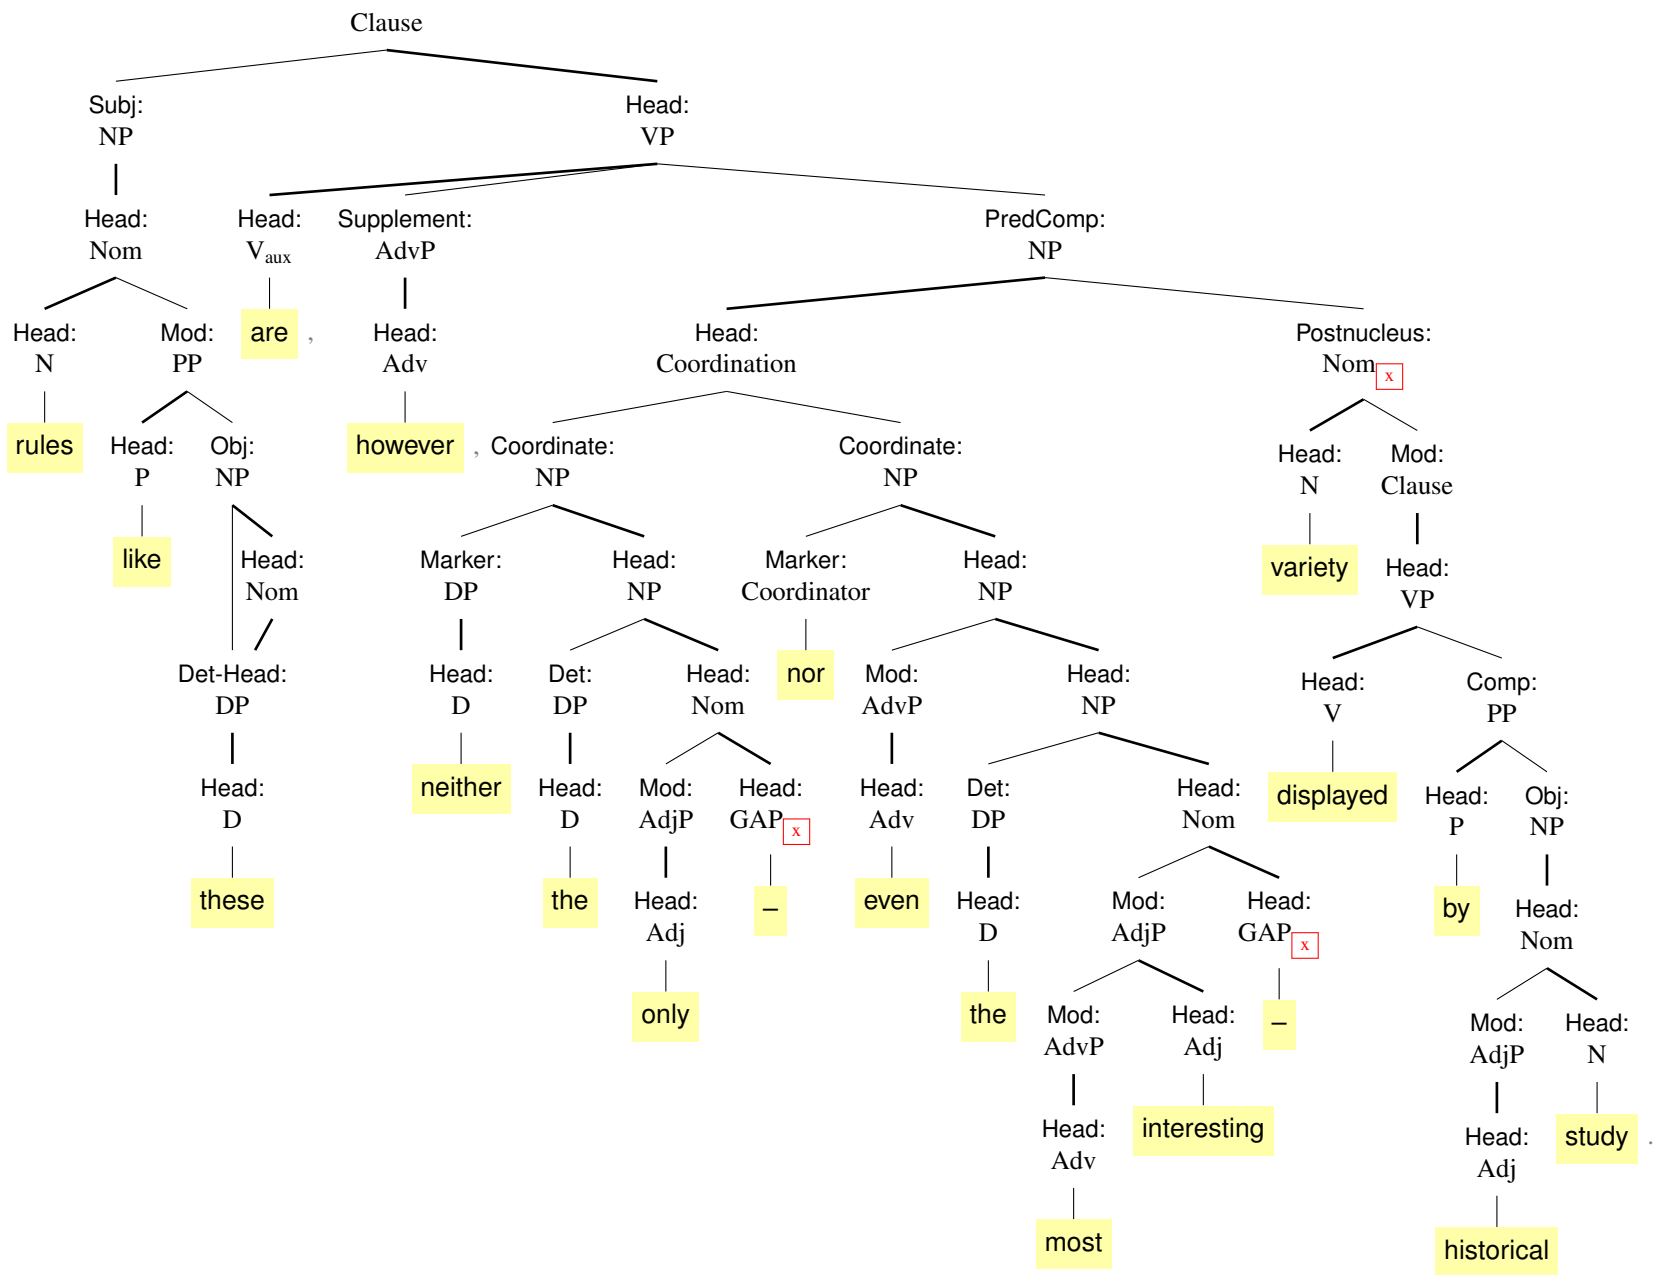 Clause
Subj: Head:
NP VP
Head: Head: Supplement: PredComp:
Nom Vaux AdvP NP
Head: Mod: are , Head: Head: Postnucleus:
N PP Adv Coordination Nom x
rules Head: Obj: however , Coordinate: Coordinate: Head: Mod:
P NP NP NP N Clause
like Head: Marker: Head: Marker: Head: variety Head:
Nom DP NP Coordinator NP VP
Det-Head: Head: Det: Head: nor Mod: Head: Head: Comp:
DP D DP Nom AdvP NP V PP
Head: neither Head: Mod: Head: Head: Det: Head: displayed Head: Obj:
D D AdjP GAP x Adv DP Nom P NP
these the Head: – even Head: Mod: Head: by Head:
Adj D AdjP GAP x Nom
only the Mod: Head: – Mod: Head:
AdvP Adj AdjP N
Head: interesting Head: study .
Adv Adj
most historical